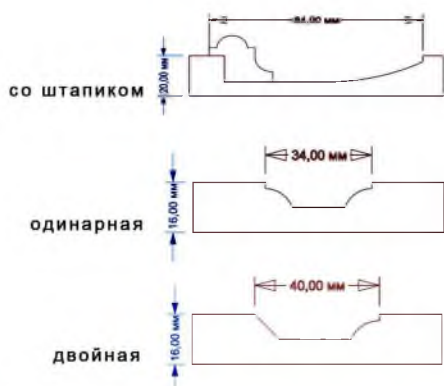 20,00 мм
со штапиком
34,00 мм
16,00 мм
одинарная
40,00 мм
16,00 мм
двойная